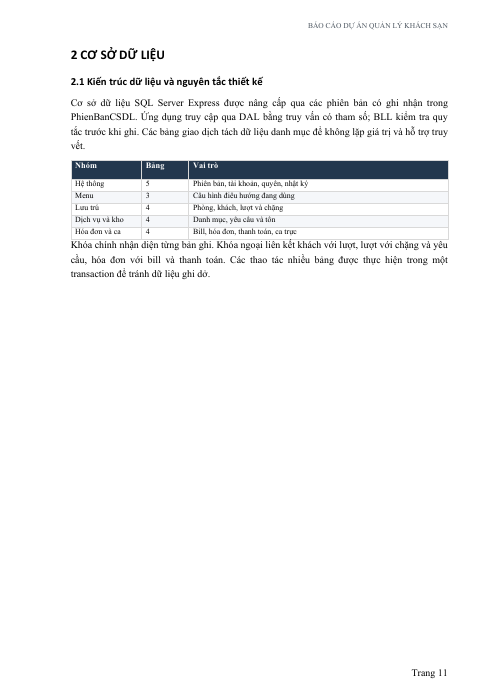 BÁO CÁO DỰ ÁN QUẢN LÝ KHÁCH SẠN
2 CƠ SỞ DỮ LIỆU
2.1 Kiến trúc dữ liệu và nguyên tắc thiết kế
Cơ sở dữ liệu SQL Server Express được nâng cấp qua các phiên bản có ghi nhận trong
PhienBanCSDL. Ứng dụng truy cập qua DAL bằng truy vấn có tham số; BLL kiểm tra quy
tắc trước khi ghi. Các bảng giao dịch tách dữ liệu danh mục để không lặp giá trị và hỗ trợ truy
vết.
Nhóm Bảng Vai trò
Hệ thống 5 Phiên bản, tài khoản, quyền, nhật ký
Menu 3 Cấu hình điều hướng đang dùng
Lưu trú 4 Phòng, khách, lượt và chặng
Dịch vụ và kho 4 Danh mục, yêu cầu và tồn
Hóa đơn và ca 4 Bill, hóa đơn, thanh toán, ca trực
Khóa chính nhận diện từng bản ghi. Khóa ngoại liên kết khách với lượt, lượt với chặng và yêu
cầu, hóa đơn với bill và thanh toán. Các thao tác nhiều bảng được thực hiện trong một
transaction để tránh dữ liệu ghi dở.
Trang 11